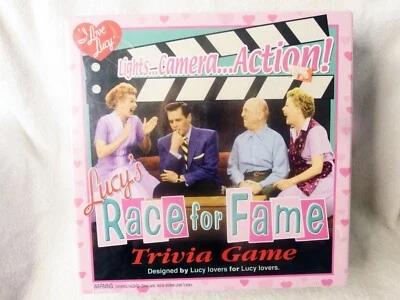 I Love
Lucy
Lights...Camera...Action!
Lucy's
Race for Fame
Trivia Game
Designed by Lucy lovers for Lucy lovers.
WARNING: